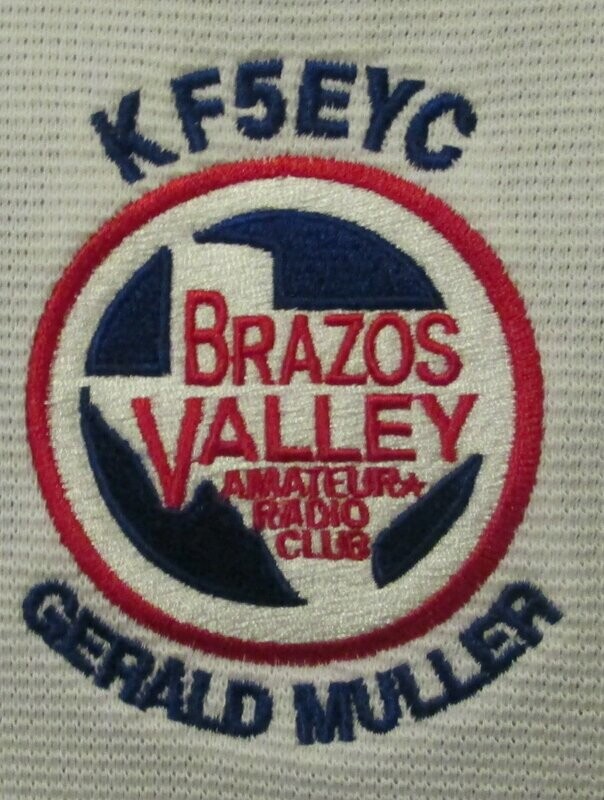 KF5EYC
BRAZOS
VALLEY
AMATEUR★
RADIO
CLUB
GERALD MULLER